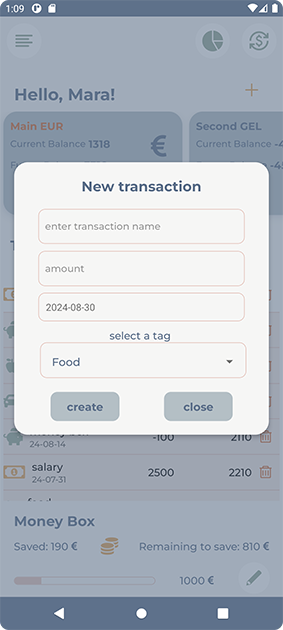 1:09
Hello, Mara!
+
Main EUR
Second GEL
Current Balance 1318 €
Current Balance
New transaction
enter transaction name
amount
2024-08-30
select a tag
Food
create
close
-100
2110
24-08-14
salary
2500
2210
24-07-31
Money Box
Saved: 190 €
Remaining to save: 810 €
1000 €